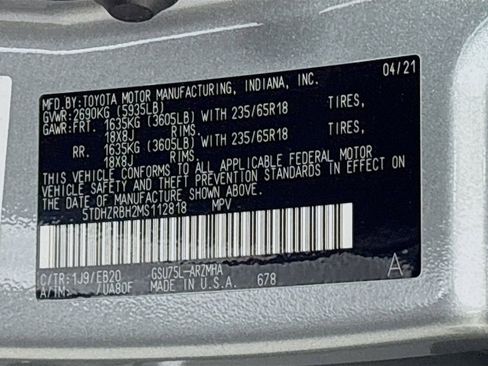 MFD.BY: TOYOTA MOTOR MANUFACTURING, INDIANA, INC. 04/21
GVWR: 2690KG (5935LB)
GAWR: FRT. 1635KG (3605LB) WITH 235/65R18 TIRES,
18X8J RIMS.
RR. 1635KG (3605LB) WITH 235/65R18 TIRES,
18X8J RIMS.
THIS VEHICLE CONFORMS TO ALL APPLICABLE FEDERAL MOTOR
VEHICLE SAFETY AND THEFT PREVENTION STANDARDS IN EFFECT ON
THE DATE OF MANUFACTURE SHOWN ABOVE.
5TDHZRBH2MS112818 MPV
C/TR: 1J9/EB20 GSU75L-ARZMHA A
A/TM: /UA80F MADE IN U.S.A. 678